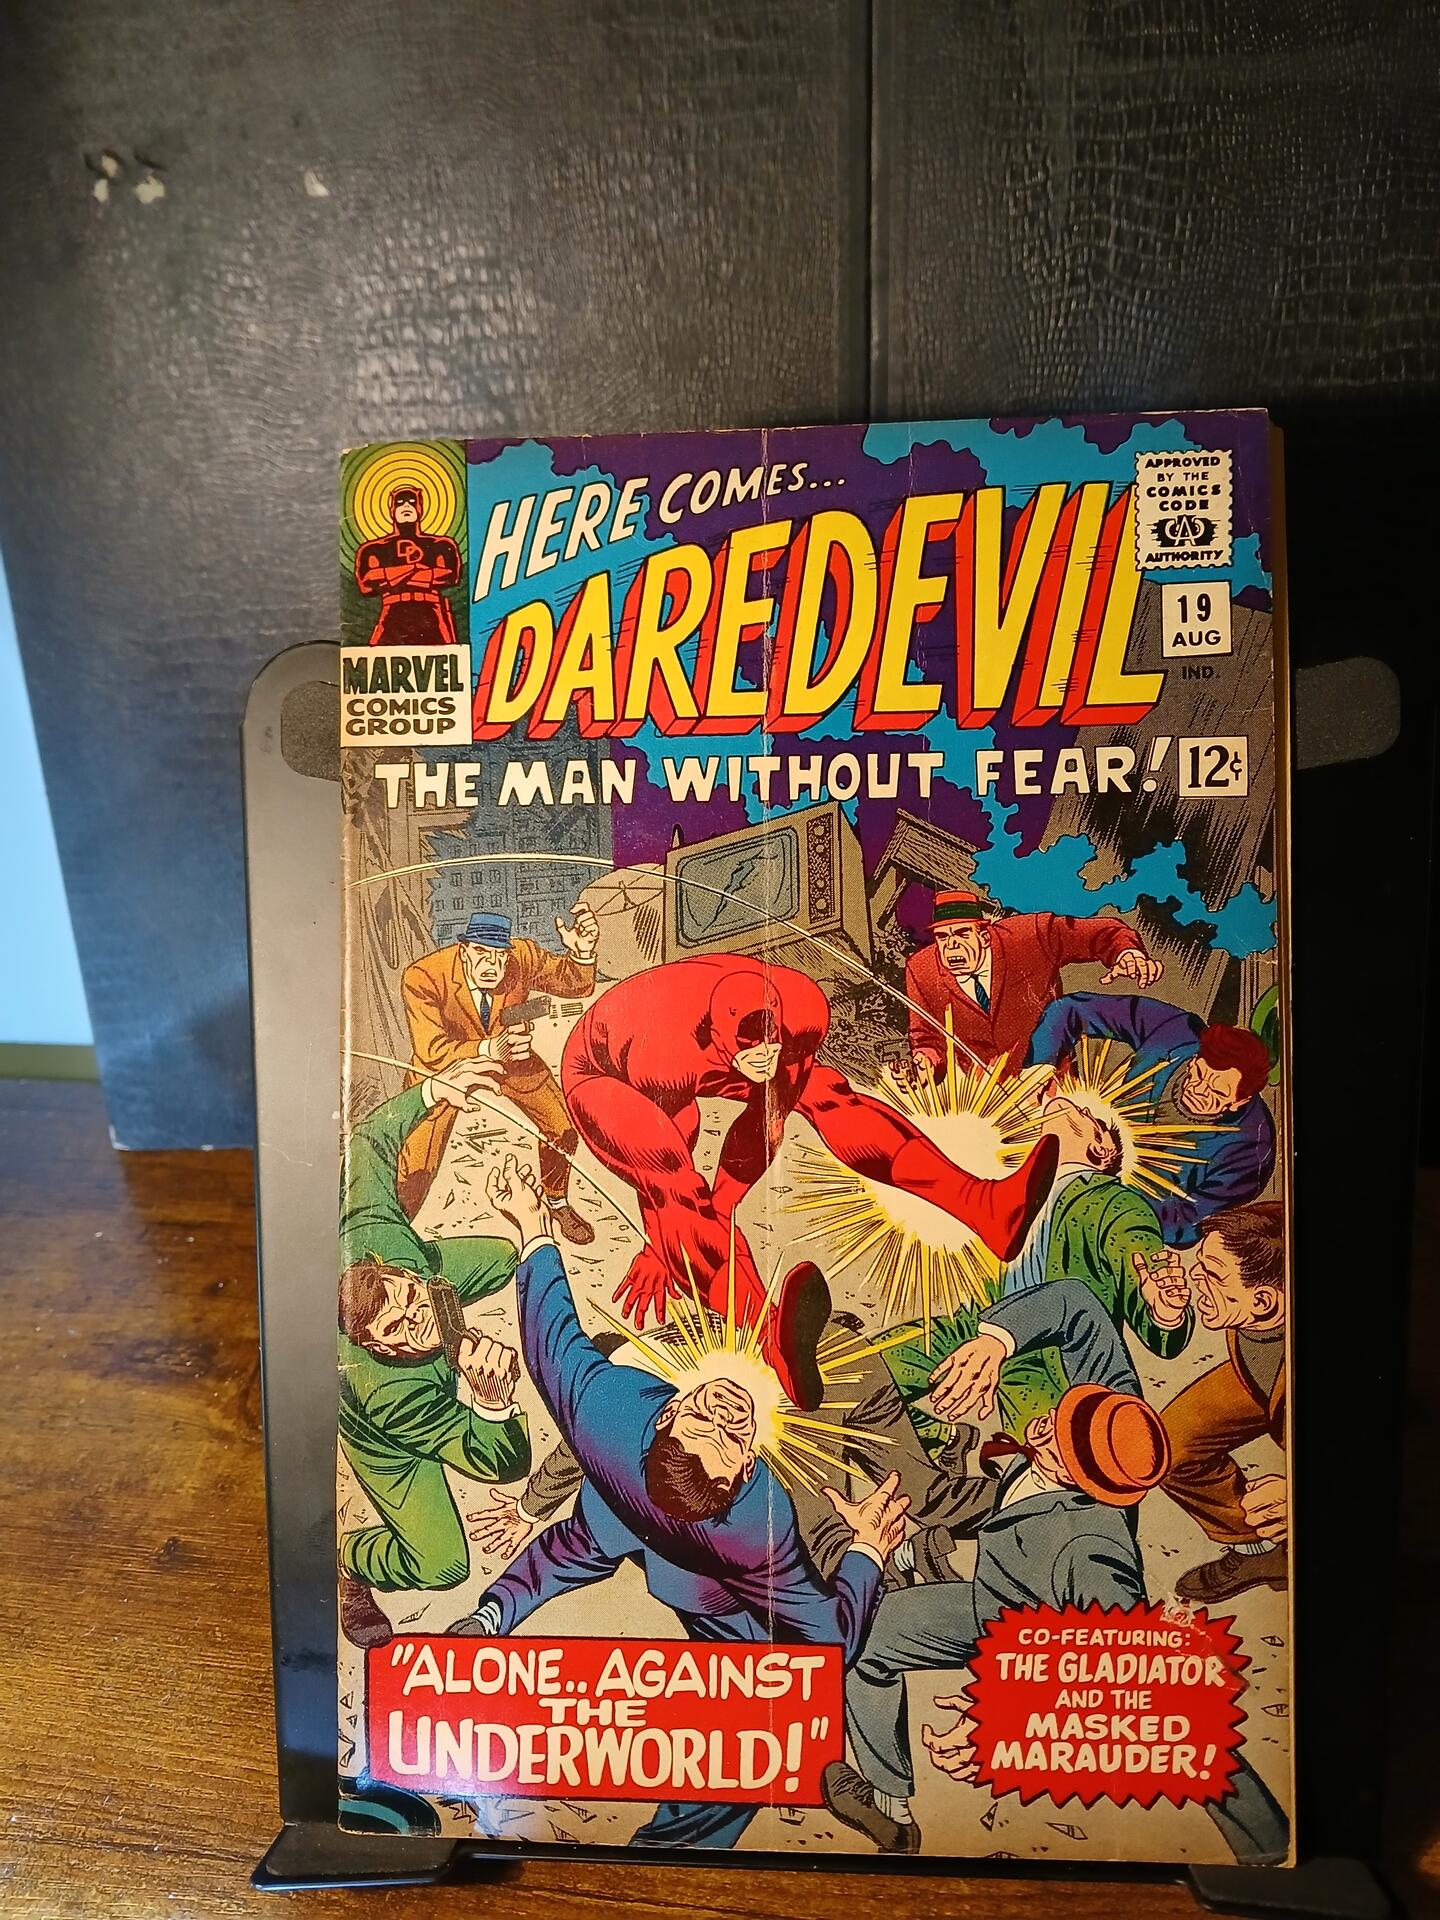 HERE COMES...
DAREDEVIL
THE MAN WITHOUT FEAR!
12¢
DD
MARVEL
COMICS
GROUP
APPROVED
BY THE
COMICS
CODE
CA
AUTHORITY
19
AUG
IND.
"ALONE.. AGAINST
THE
UNDERWORLD!"
CO-FEATURING:
THE GLADIATOR
AND THE
MASKED
MARAUDER!